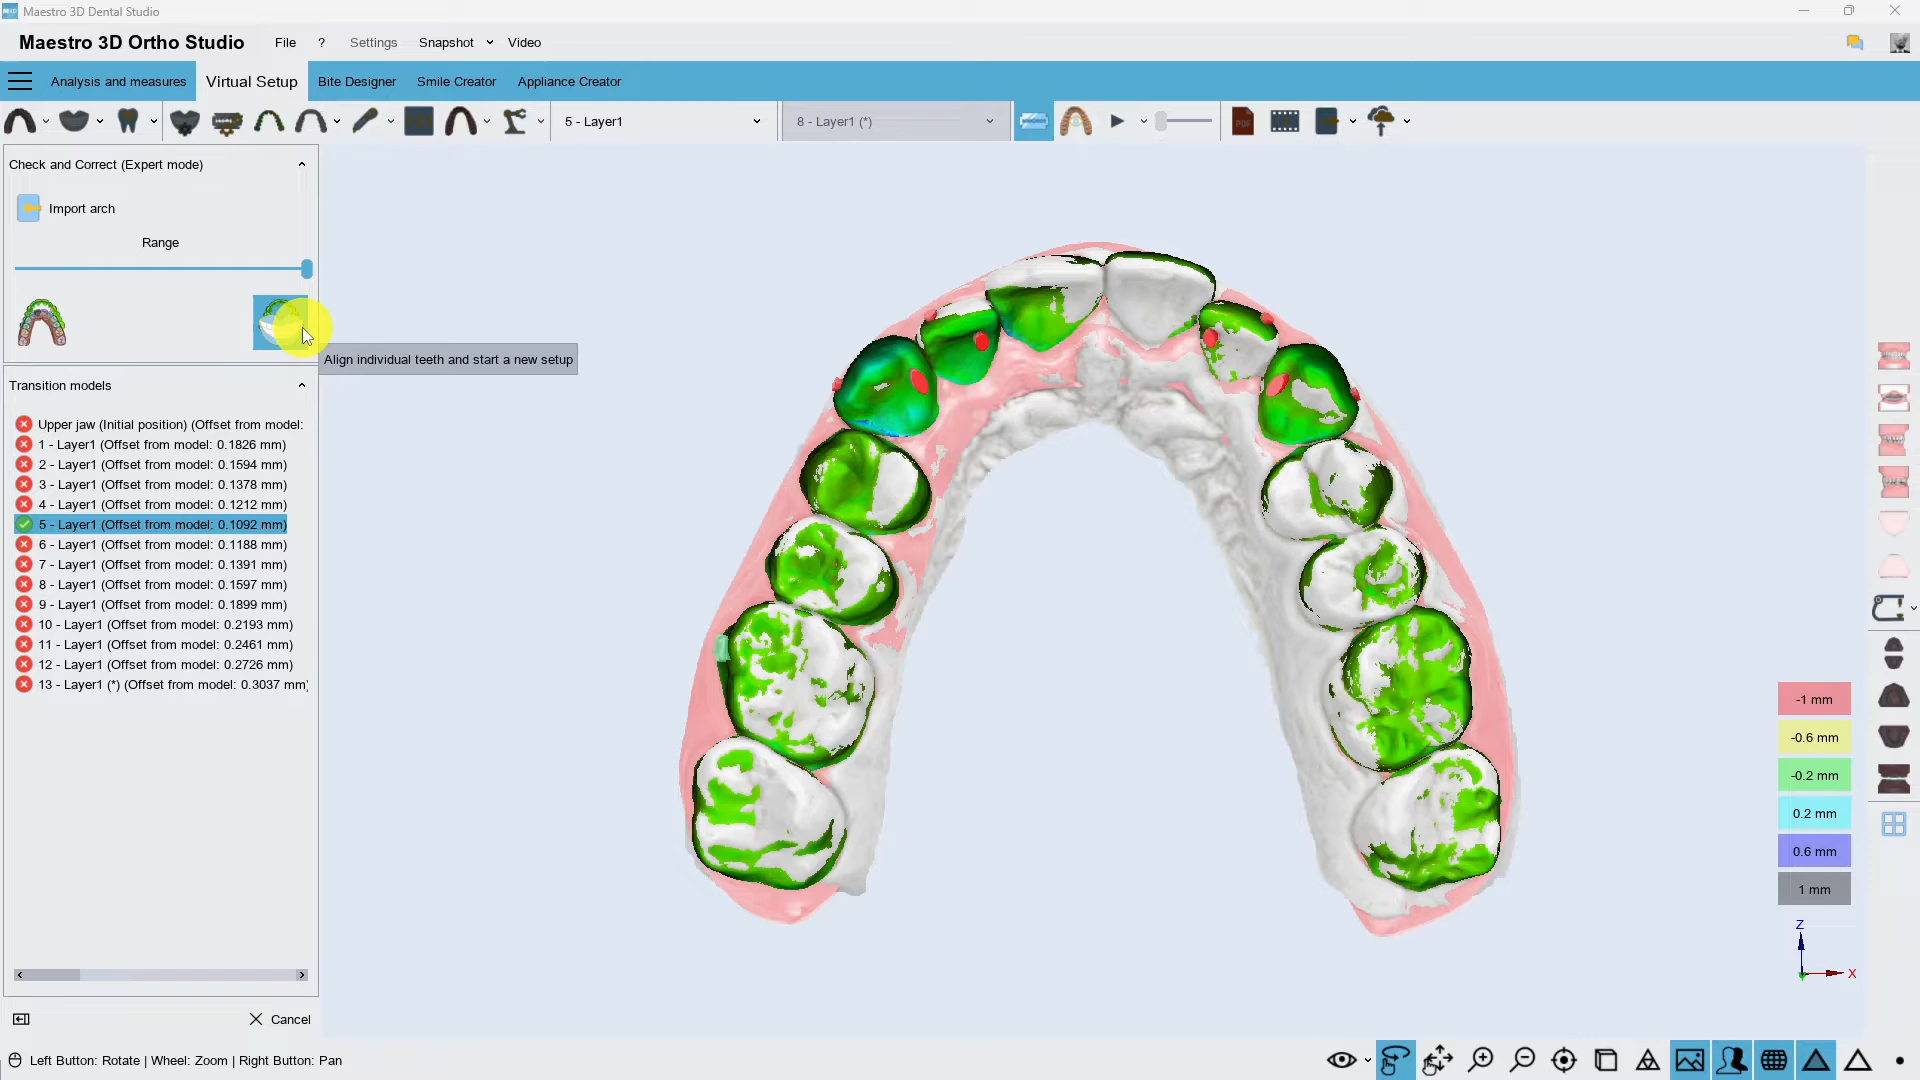 Maestro 3D Dental Studio
Maestro 3D Ortho Studio
File
?
Settings
Snapshot
Video
Analysis and measures
Virtual Setup
Bite Designer
Smile Creator
Appliance Creator
5 - Layer1
8 - Layer1 (*)
PDF
Check and Correct (Expert mode)
Import arch
Range
Align individual teeth and start a new setup
Transition models
Upper jaw (Initial position) (Offset from model:
1 - Layer1 (Offset from model: 0.1826 mm)
2 - Layer1 (Offset from model: 0.1594 mm)
3 - Layer1 (Offset from model: 0.1378 mm)
4 - Layer1 (Offset from model: 0.1212 mm)
5 - Layer1 (Offset from model: 0.1092 mm)
6 - Layer1 (Offset from model: 0.1188 mm)
7 - Layer1 (Offset from model: 0.1391 mm)
8 - Layer1 (Offset from model: 0.1597 mm)
9 - Layer1 (Offset from model: 0.1899 mm)
10 - Layer1 (Offset from model: 0.2193 mm)
11 - Layer1 (Offset from model: 0.2461 mm)
12 - Layer1 (Offset from model: 0.2726 mm)
13 - Layer1 (*) (Offset from model: 0.3037 mm)
-1 mm
-0.6 mm
-0.2 mm
0.2 mm
0.6 mm
1 mm
Z
X
Cancel
Left Button: Rotate | Wheel: Zoom | Right Button: Pan